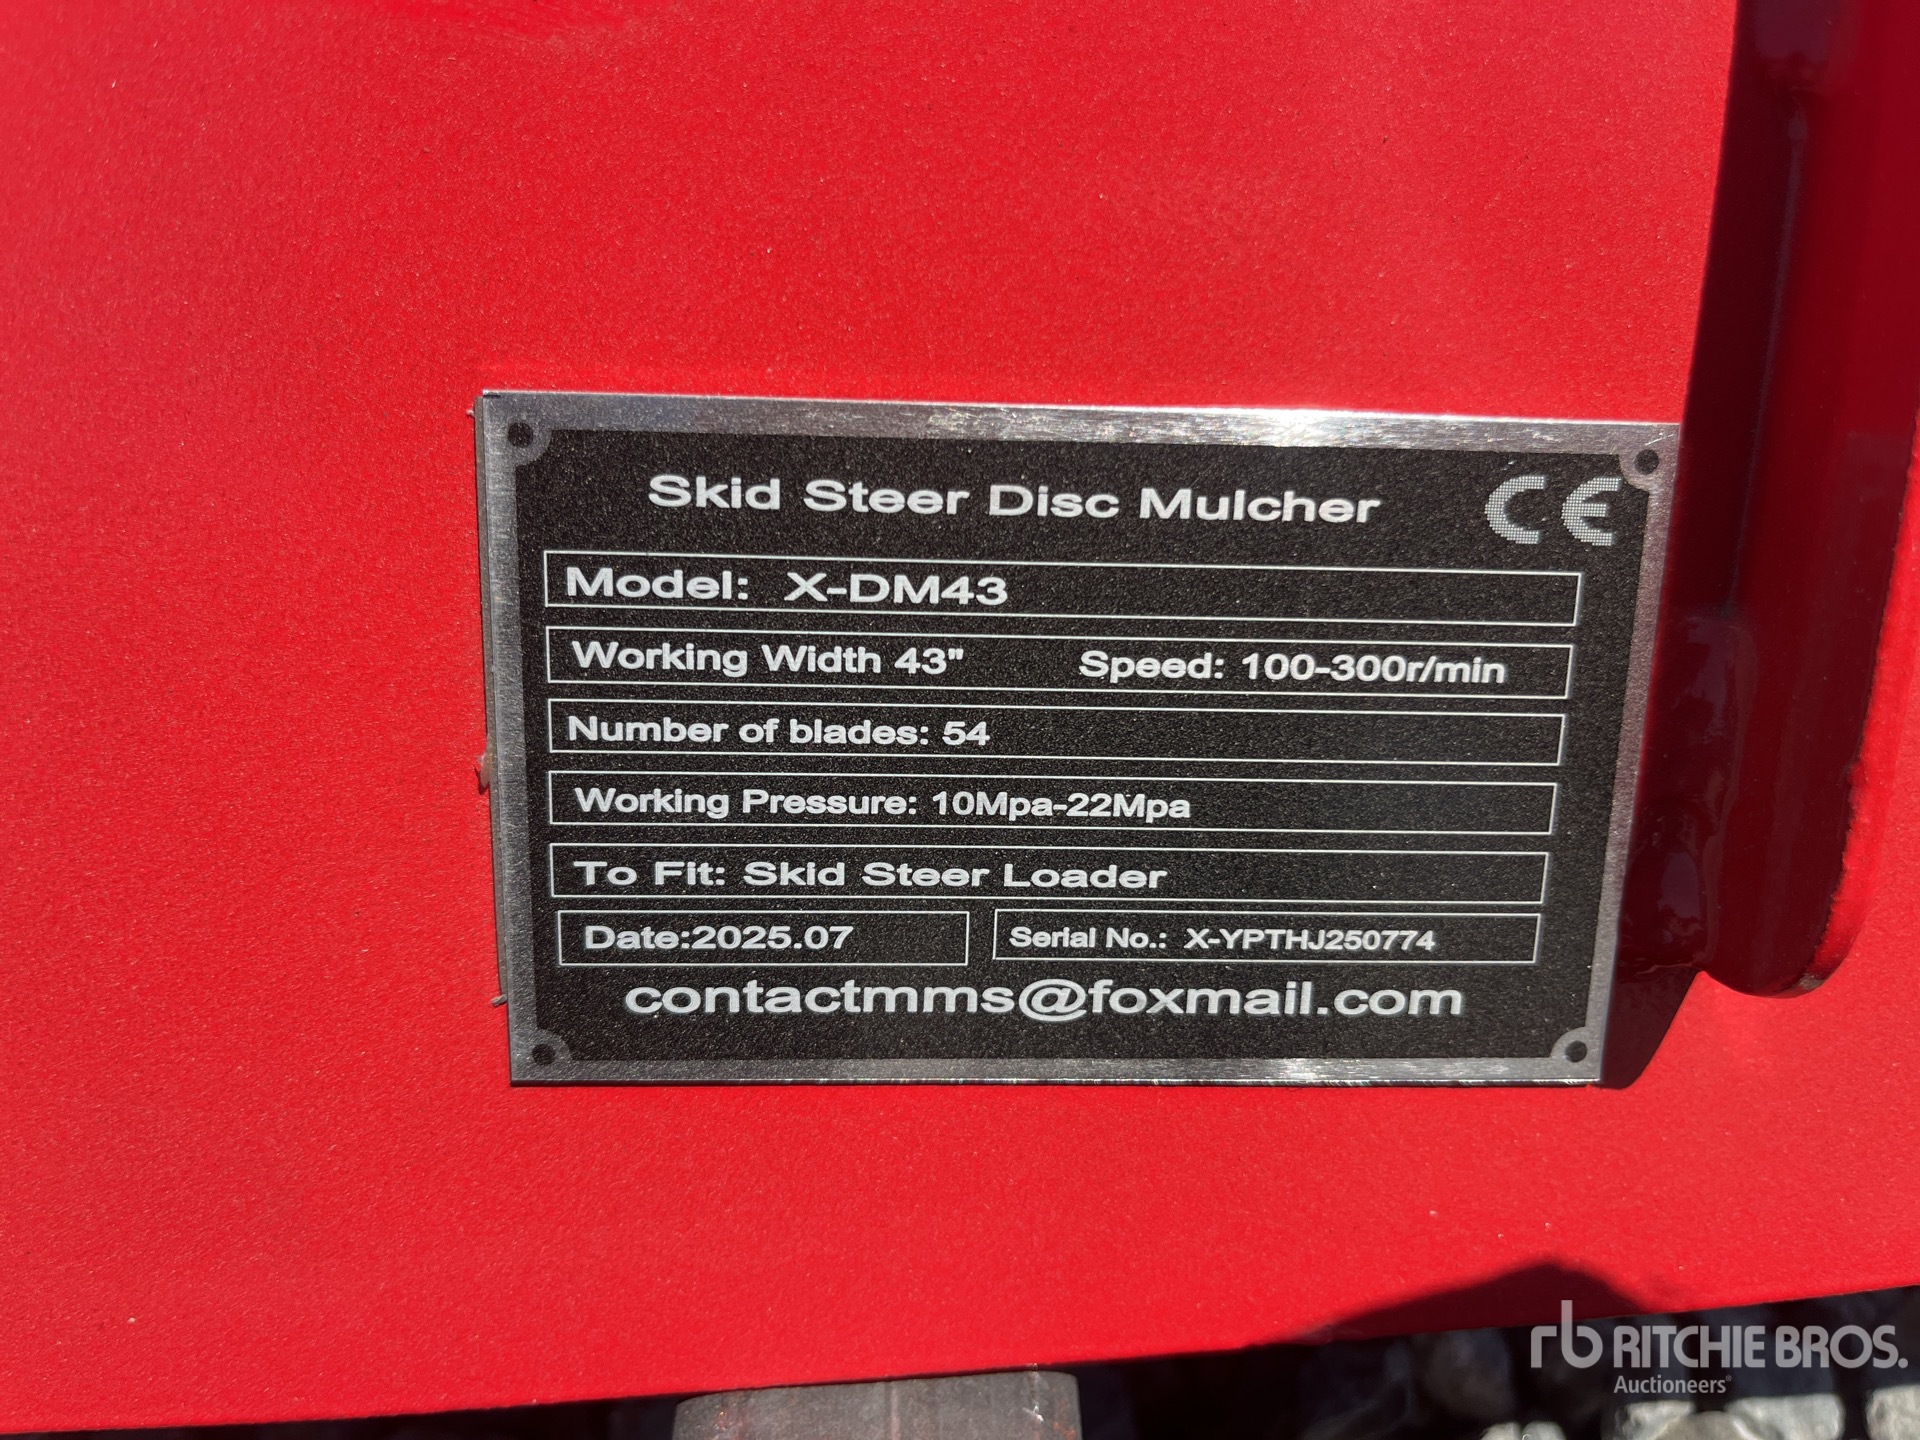 Skid Steer Disc Mulcher CE
Model: X-DM43
Working Width 43" Speed: 100-300r/min
Number of blades: 54
Working Pressure: 10Mpa-22Mpa
To Fit: Skid Steer Loader
Date:2025.07 Serial No.: X-YPTHJ250774
contactmms@foxmail.com
rb RITCHIE BROS.
Auctioneers®